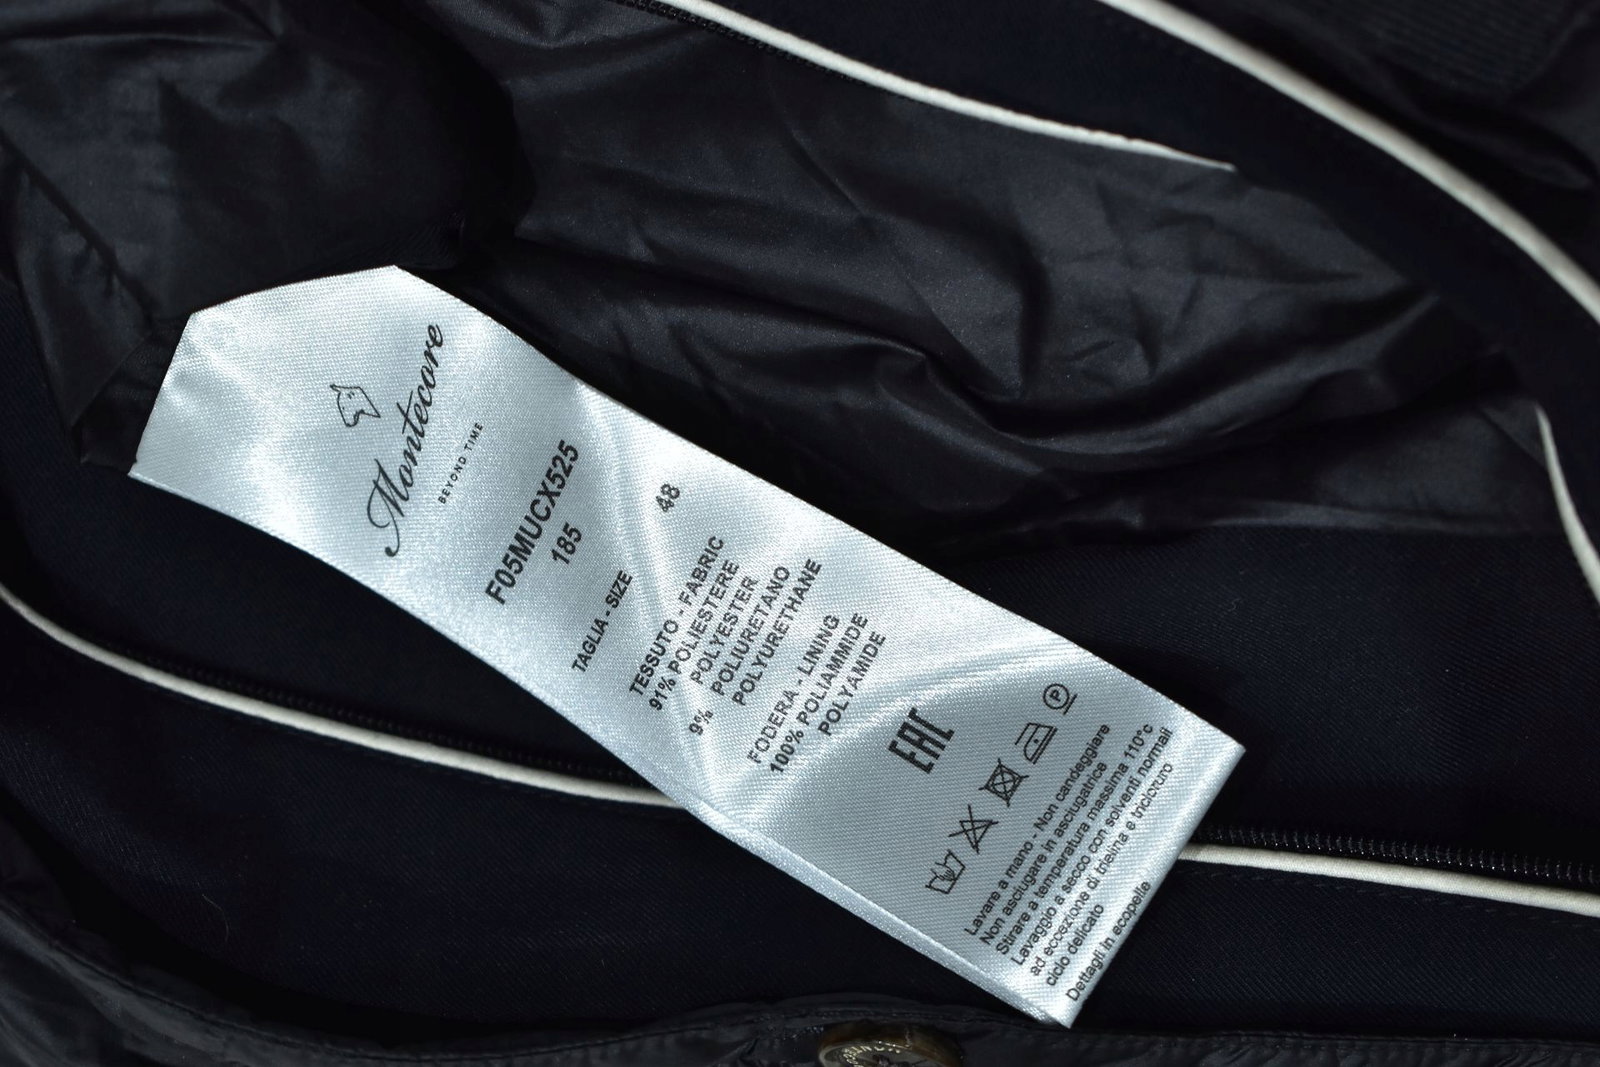 Montecore
BEYOND TIME
F05MUCX525
185
TAGLIA - SIZE 48
TESSUTO - FABRIC
91% POLIESTERE
POLYESTER
9% POLIURETANO
POLYURETHANE
FODERA - LINING
100% POLIAMMIDE
POLYAMIDE
EAC
P
Lavare a mano - Non candeggiare
Non asciugare in asciugatrice
Stirare a temperatura massima 110°c
Lavaggio a secco con solventi normali
ad eccezione di trielina e tricloruro
ciclo delicato
Dettagli in ecopelle